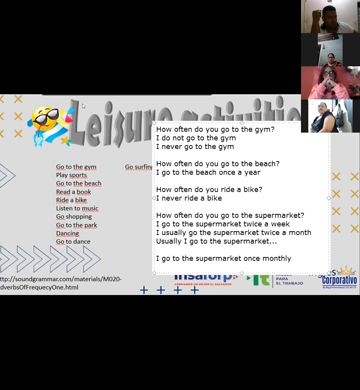 Leisure activities
Go to the gym
Play sports
Go to the beach
Read a book
Ride a bike
Listen to music
Go shopping
Go to the park
Dancing
Go to dance
Go surfing
How often do you go to the gym?
I do not go to the gym
I never go to the gym
How often do you go to the beach?
I go to the beach once a year
How often do you ride a bike?
I never ride a bike
How often do you go to the supermarket?
I go to the supermarket twice a week
I usually go the supermarket twice a month
Usually I go to the supermarket...
I go to the supermarket once monthly
http://soundgrammar.com/materials/M020-
dverbsOfFrequecyOne.html
insaforp
PARA
EL TRABAJO
Corporativo